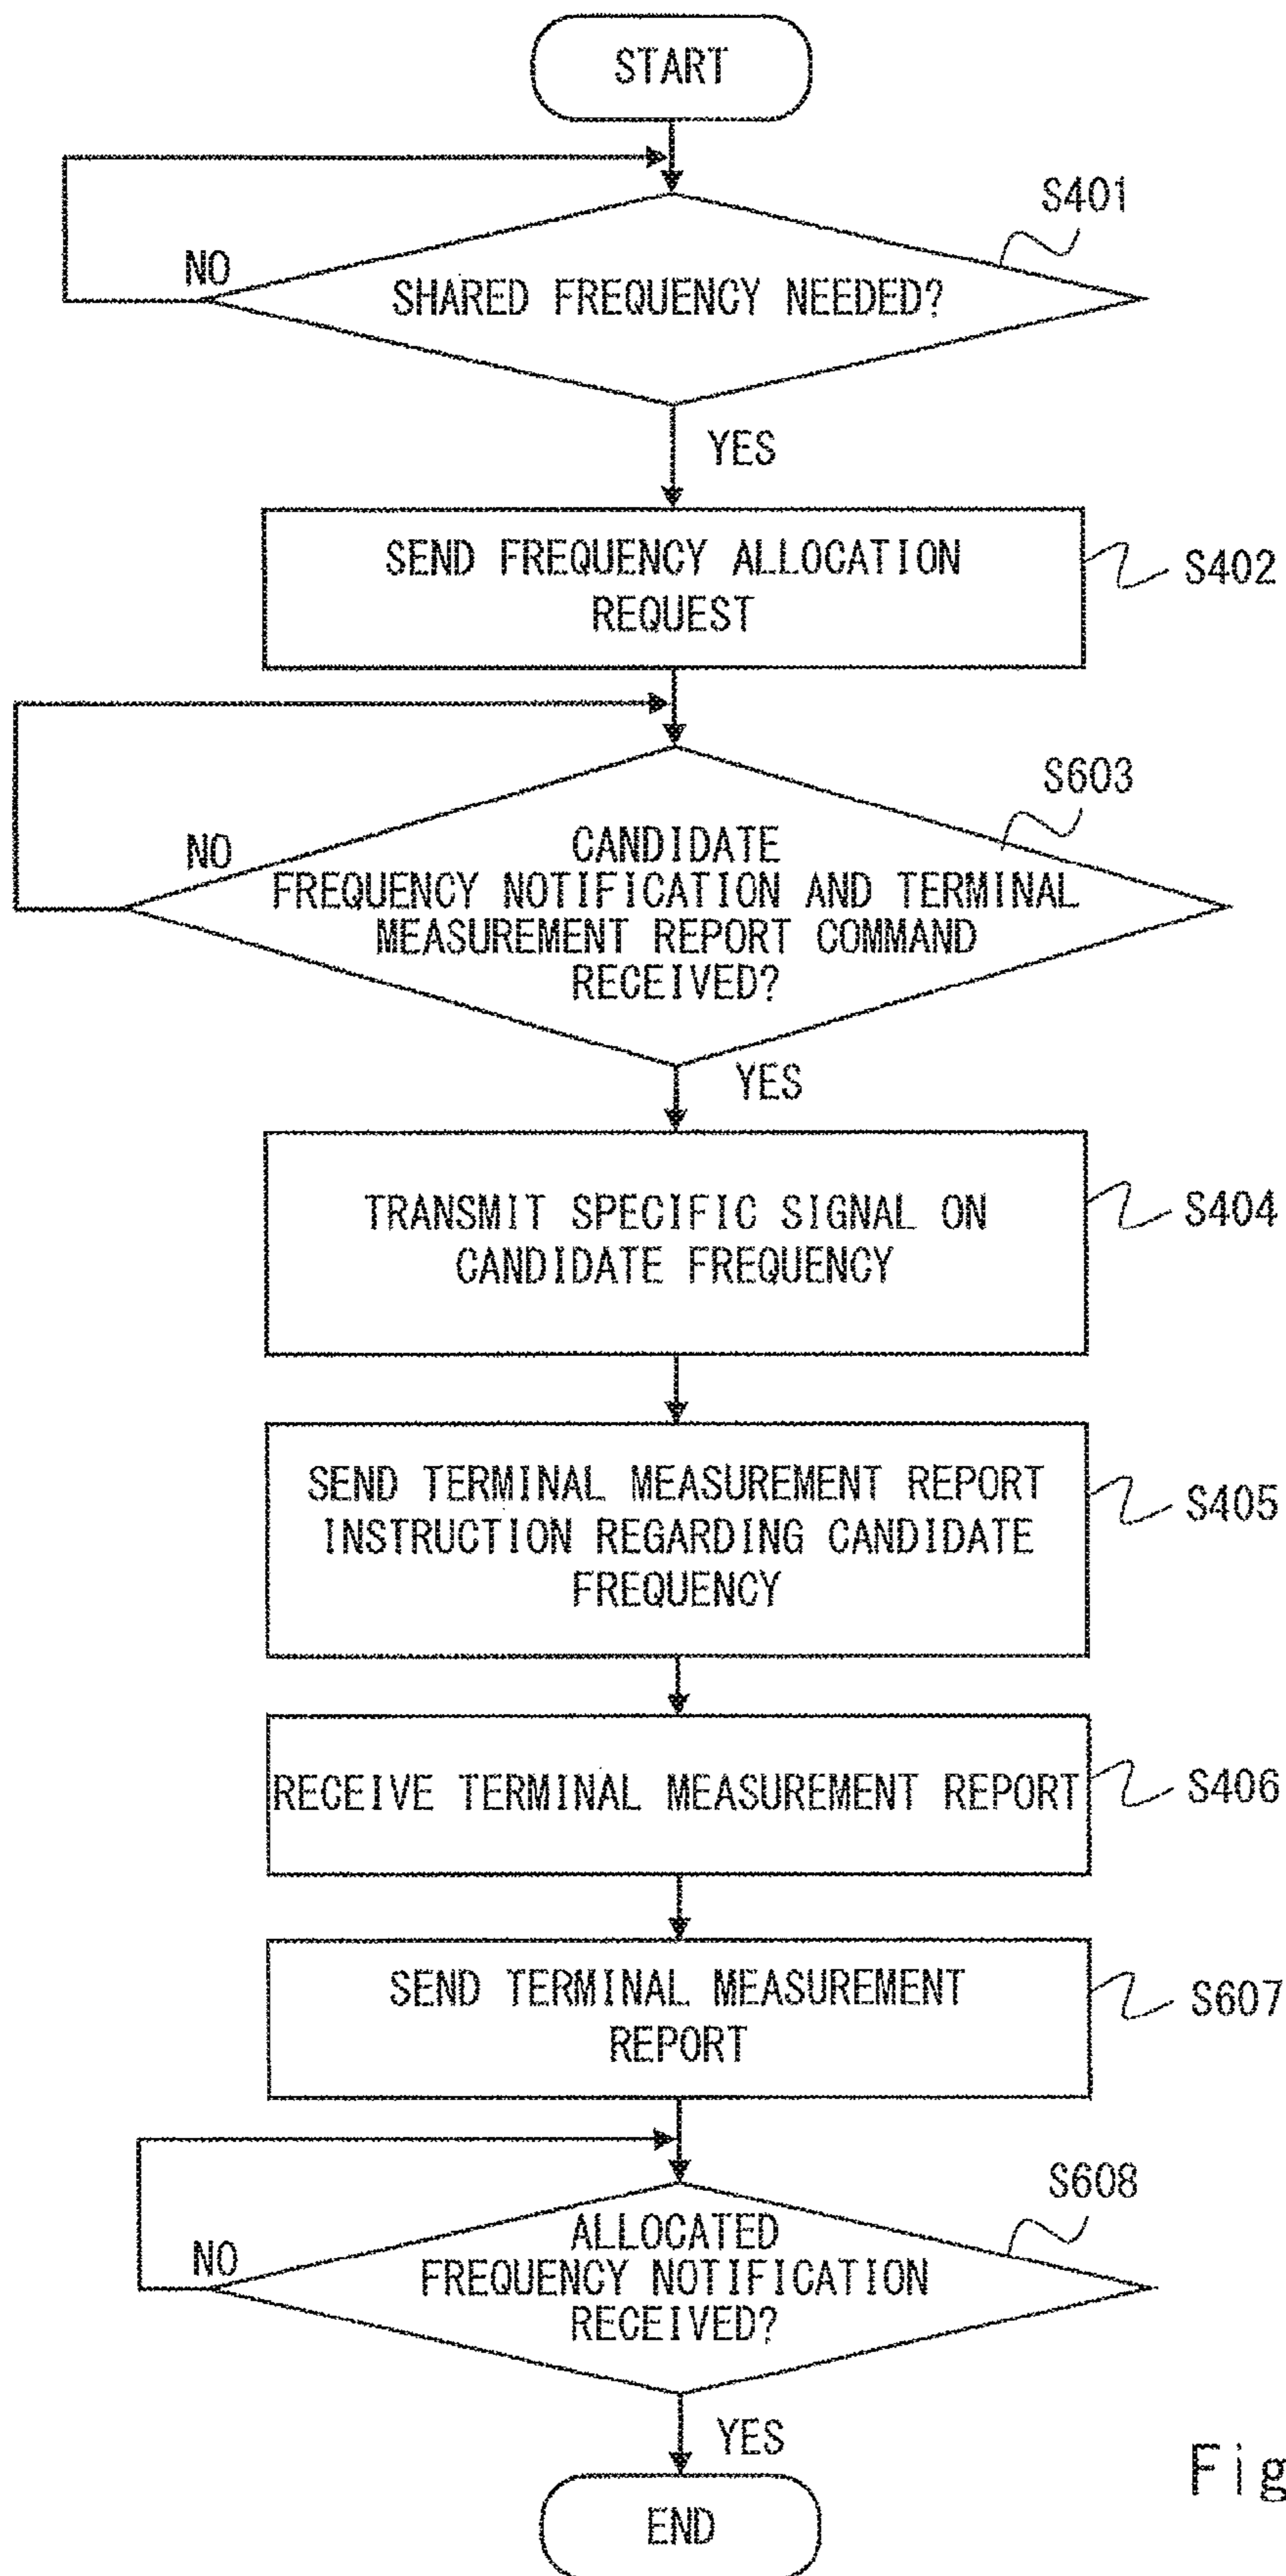 START
S401
NO
SHARED FREQUENCY NEEDED?
YES
SEND FREQUENCY ALLOCATION
REQUEST
S402
S603
NO
CANDIDATE
FREQUENCY NOTIFICATION AND TERMINAL
MEASUREMENT REPORT COMMAND
RECEIVED?
YES
TRANSMIT SPECIFIC SIGNAL ON
CANDIDATE FREQUENCY
S404
SEND TERMINAL MEASUREMENT REPORT
INSTRUCTION REGARDING CANDIDATE
FREQUENCY
S405
RECEIVE TERMINAL MEASUREMENT REPORT
S406
SEND TERMINAL MEASUREMENT
REPORT
S607
S608
NO
ALLOCATED
FREQUENCY NOTIFICATION
RECEIVED?
YES
Fig
END